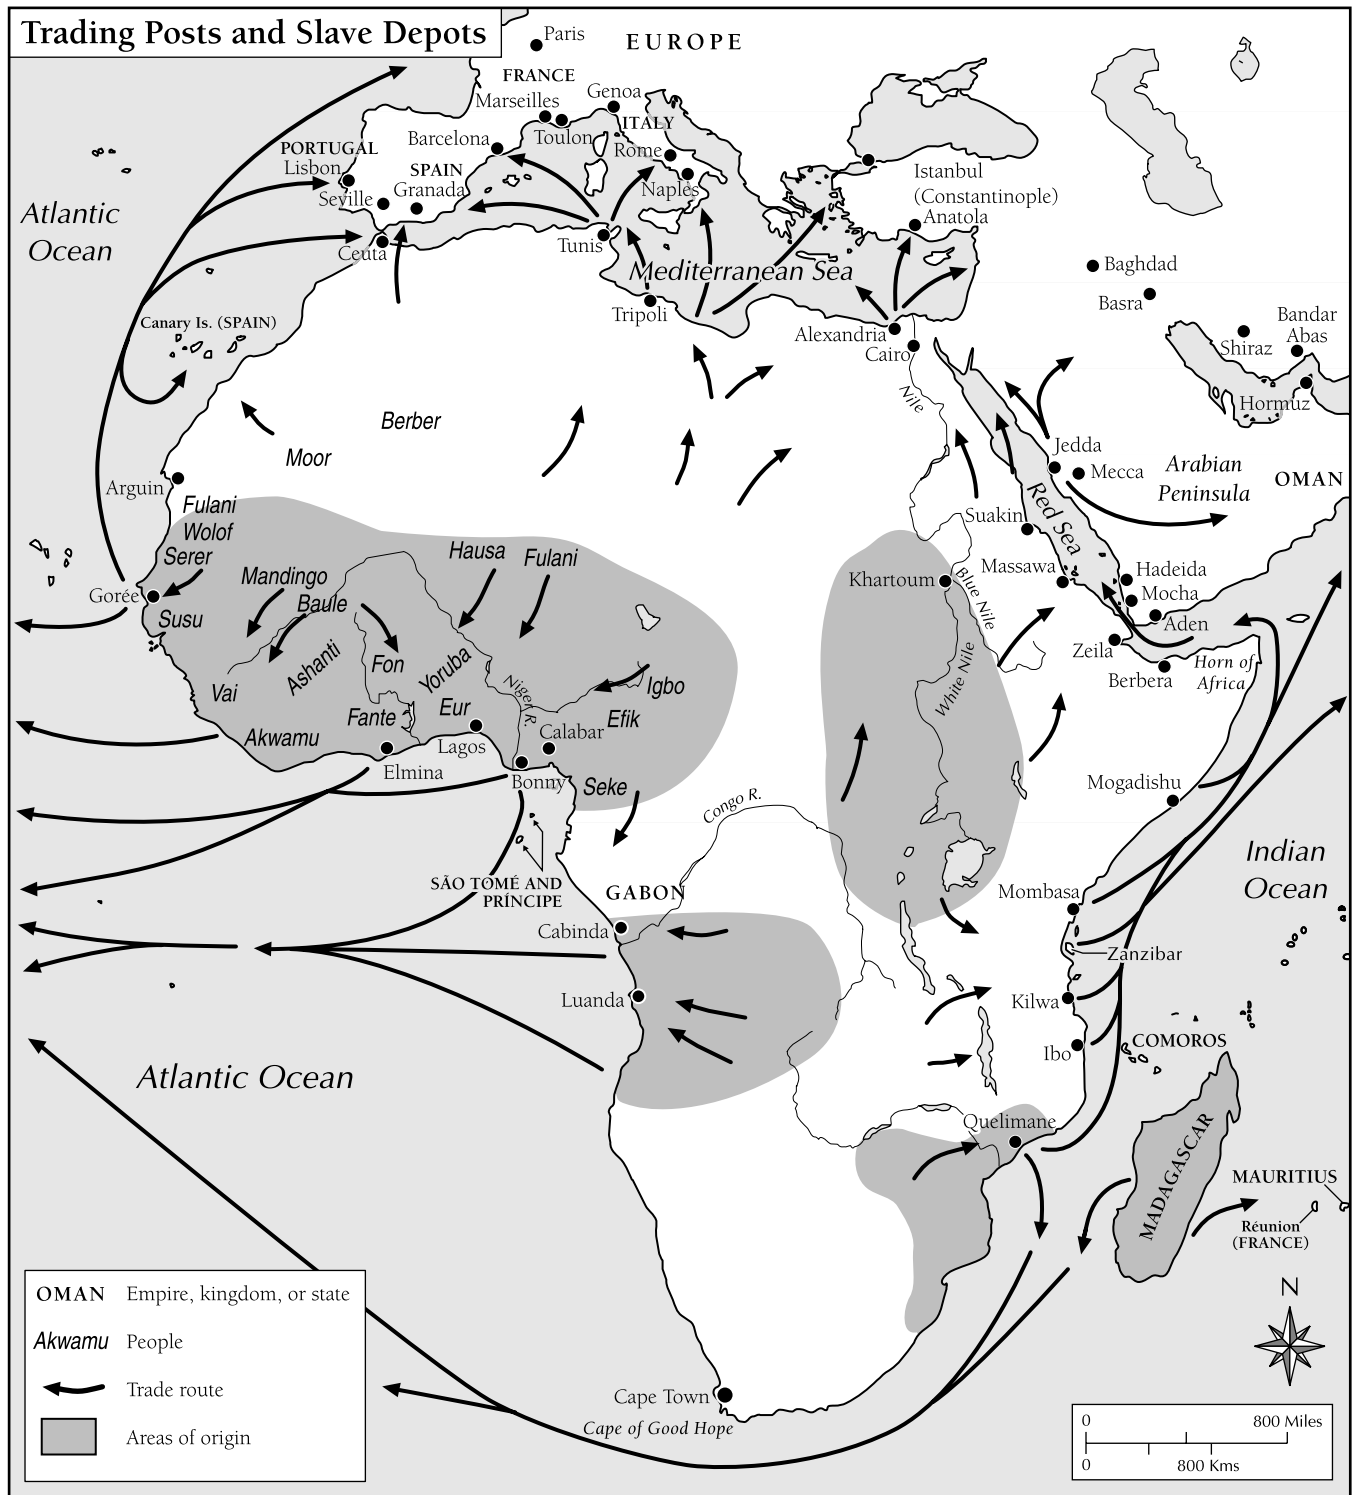 Trading Posts and Slave Depots
Paris
EUROPE
FRANCE
Marseilles
Genoa
Toulon
ITALY
Barcelona
Rome
PORTUGAL
Lisbon
SPAIN
Granada
Seville
Naples
Istanbul
(Constantinople)
Anatola
Atlantic
Ocean
Ceuta
Tunis
Mediterranean Sea
Baghdad
Basra
Tripoli
Canary Is. (SPAIN)
Alexandria
Cairo
Bandar
Abas
Shiraz
Hormuz
Nile
Berber
Moor
Jedda
Mecca
Arabian
Peninsula
OMAN
Arguin
Fulani
Wolof
Serer
Red Sea
Suakin
Hausa
Fulani
Massawa
Khartoum
Blue Nile
Hadeida
Mocha
Mandingo
Baule
Gorée
Susu
Aden
Zeila
Horn of
Africa
Berbera
White Nile
Ashanti
Fon
Yoruba
Niger R.
Igbo
Vai
Fante
Eur
Efik
Akwamu
Lagos
Calabar
Elmina
Bonny
Seke
Mogadishu
Congo R.
Indian
Ocean
SÃO TOMÉ AND
PRÍNCIPE
GABON
Mombasa
Cabinda
Zanzibar
Luanda
Kilwa
Ibo
COMOROS
Atlantic Ocean
Quelimane
MADAGASCAR
MAURITIUS
Réunion
(FRANCE)
N
OMAN Empire, kingdom, or state
Akwamu People
Trade route
Areas of origin
Cape Town
Cape of Good Hope
0 800 Miles
0 800 Kms